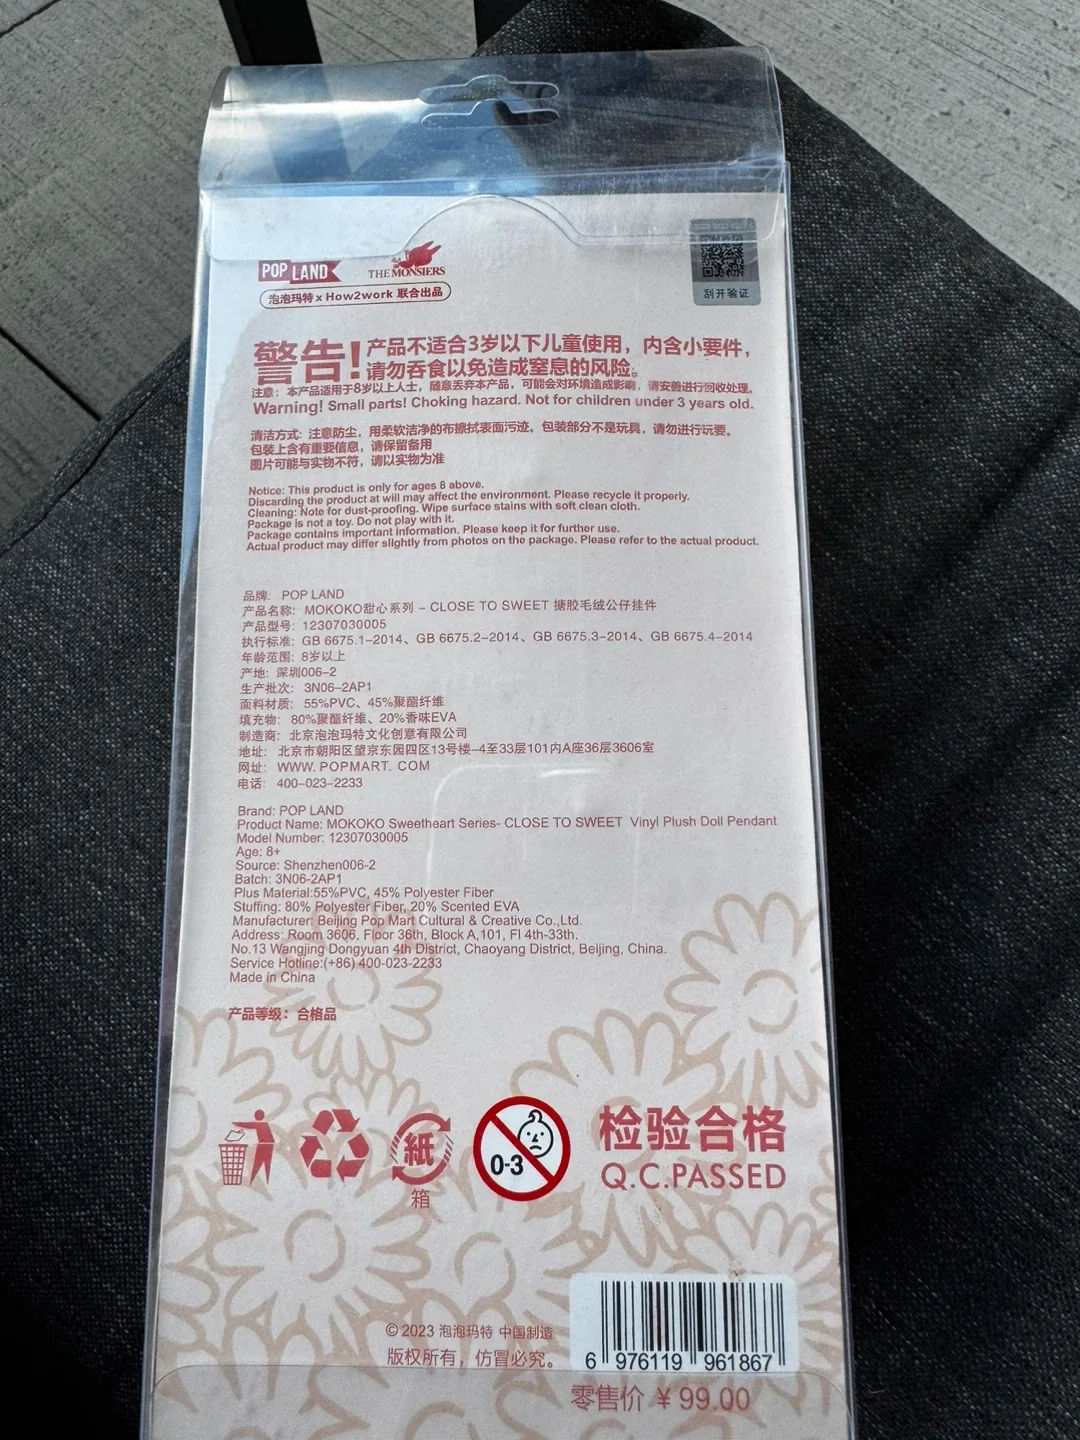 POP LAND
THE MONSTERS
泡泡玛特 x How2work 联合出品
刮开验证
警告!
产品不适合3岁以下儿童使用，内含小要件，
请勿吞食以免造成窒息的风险。
注意：本产品适用于8岁以上人士，随意丢弃本产品，可能会对环境造成影响，请妥善进行回收处理。
Warning! Small parts! Choking hazard. Not for children under 3 years old.
清洁方式：注意防尘，用柔软洁净的布擦拭表面污迹。包装部分不是玩具，请勿进行玩耍。
包装上含有重要信息，请保留备用
图片可能与实物不符，请以实物为准
Notice: This product is only for ages 8 above.
Discarding the product at will may affect the environment. Please recycle it properly.
Cleaning: Note for dust-proofing. Wipe surface stains with soft clean cloth.
Package is not a toy. Do not play with it.
Package contains important information. Please keep it for further use.
Actual product may differ slightly from photos on the package. Please refer to the actual product.
品牌： POP LAND
产品名称： MOKOKO甜心系列 – CLOSE TO SWEET 搪胶毛绒公仔挂件
产品型号：12307030005
执行标准：GB 6675.1–2014、GB 6675.2–2014、GB 6675.3–2014、GB 6675.4–2014
年龄范围：8岁以上
产地：深圳006–2
生产批次： 3N06–2AP1
面料材质： 55%PVC、45%聚酯纤维
填充物： 80%聚酯纤维、20%香味EVA
制造商：北京泡泡玛特文化创意有限公司
地址： 北京市朝阳区望京东园四区13号楼–4至33层101内A座36层3606室
网址： WWW. POPMART. COM
电话： 400–023–2233
Brand: POP LAND
Product Name: MOKOKO Sweetheart Series- CLOSE TO SWEET Vinyl Plush Doll Pendant
Model Number: 12307030005
Age: 8+
Source: Shenzhen006-2
Batch: 3N06-2AP1
Plus Material:55%PVC, 45% Polyester Fiber
Stuffing: 80% Polyester Fiber, 20% Scented EVA
Manufacturer: Beijing Pop Mart Cultural & Creative Co.,Ltd.
Address: Room 3606, Floor 36th, Block A,101, Fl 4th-33th.
No.13 Wangjing Dongyuan 4th District, Chaoyang District, Beijing, China.
Service Hotline:(+86) 400-023-2233
Made in China
产品等级：合格品
紙
箱
0-3
检验合格
Q.C.PASSED
© 2023 泡泡玛特 中国制造
版权所有，仿冒必究。
6 976119 961867
零售价 ¥ 99.00